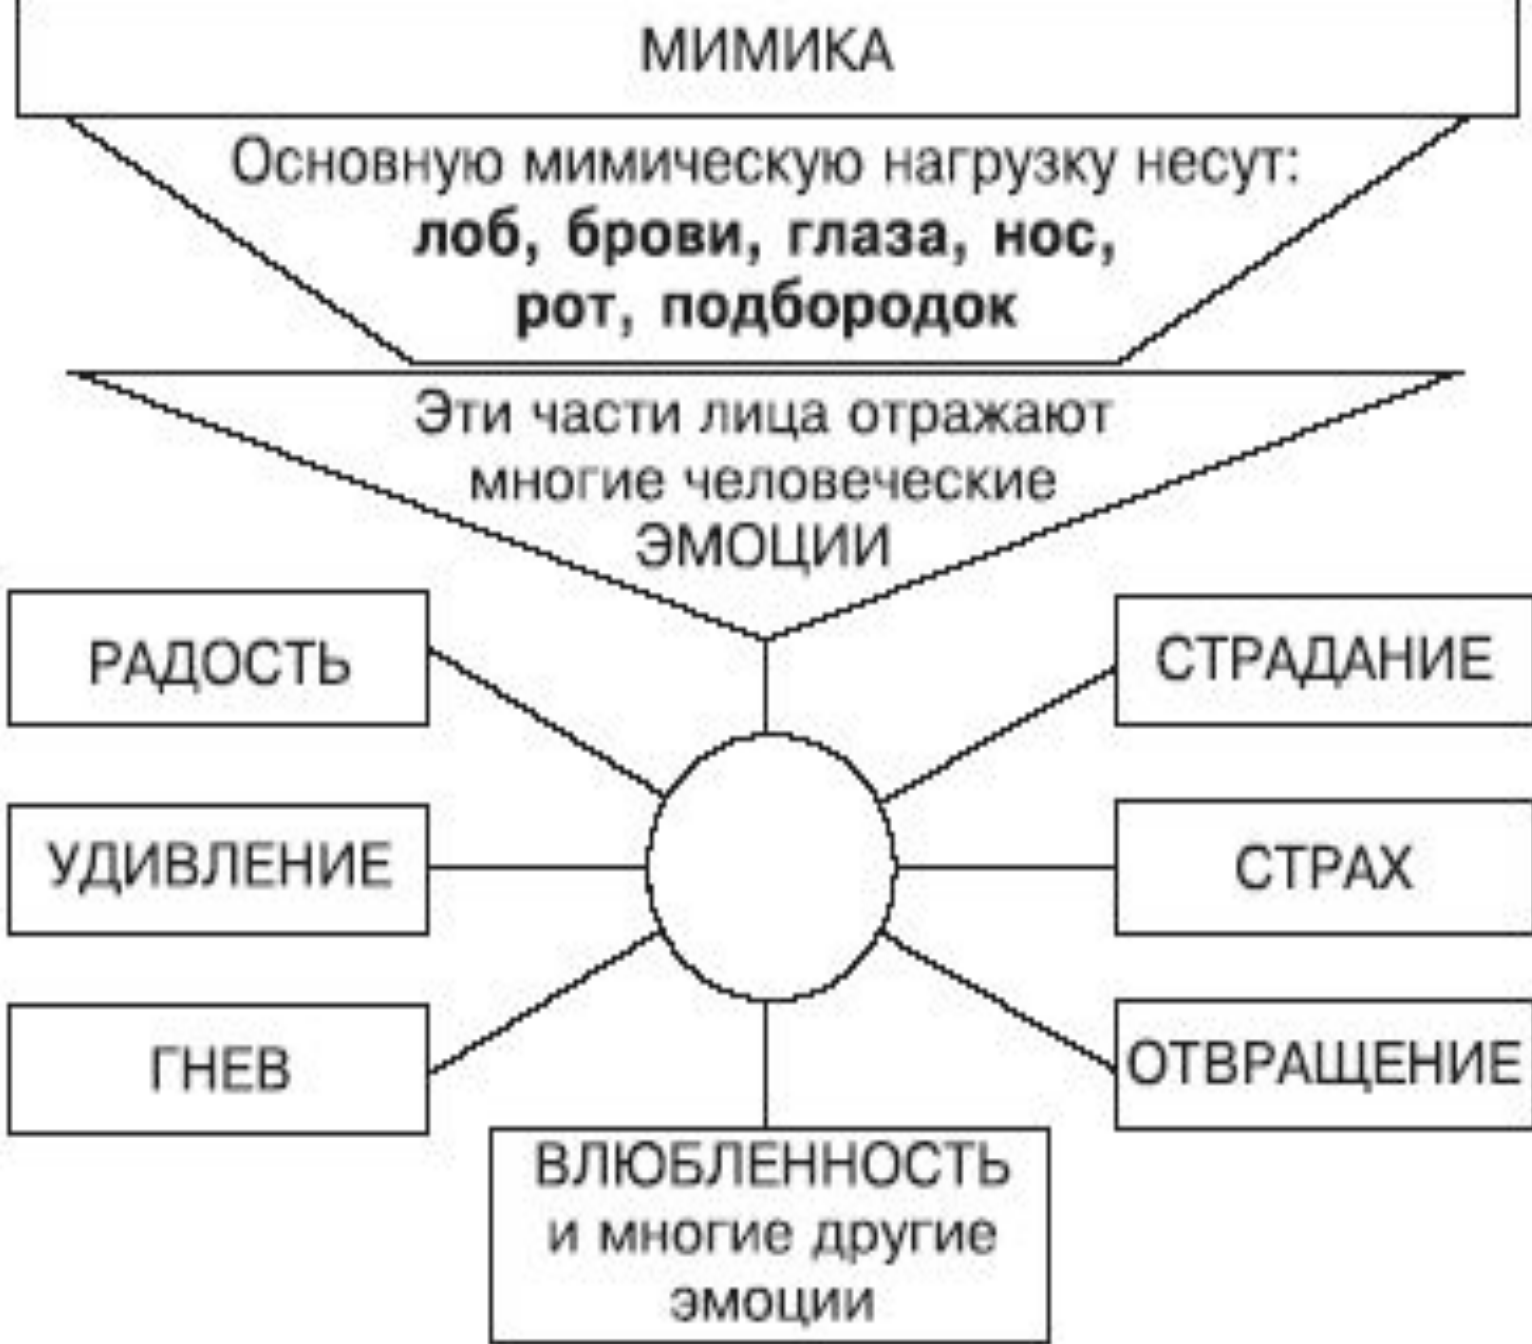 МИМИКА
Основную мимическую нагрузку несут:
лоб, брови, глаза, нос,
рот, подбородок
Эти части лица отражают
многие человеческие
ЭМОЦИИ
РАДОСТЬ
СТРАДАНИЕ
УДИВЛЕНИЕ
СТРАХ
ГНЕВ
ОТВРАЩЕНИЕ
ВЛЮБЛЕННОСТЬ
и многие другие
эмоции